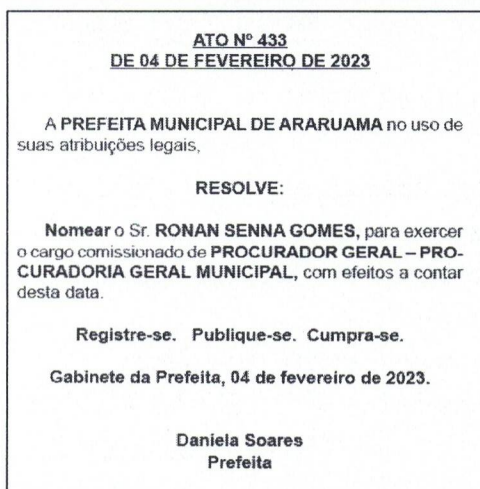 ATO Nº 433
DE 04 DE FEVEREIRO DE 2023
A PREFEITA MUNICIPAL DE ARARUAMA no uso de
suas atribuições legais,
RESOLVE:
Nomear o Sr. RONAN SENNA GOMES, para exercer
o cargo comissionado de PROCURADOR GERAL – PRO-
CURADORIA GERAL MUNICIPAL, com efeitos a contar
desta data.
Registre-se. Publique-se. Cumpra-se.
Gabinete da Prefeita, 04 de fevereiro de 2023.
Daniela Soares
Prefeita